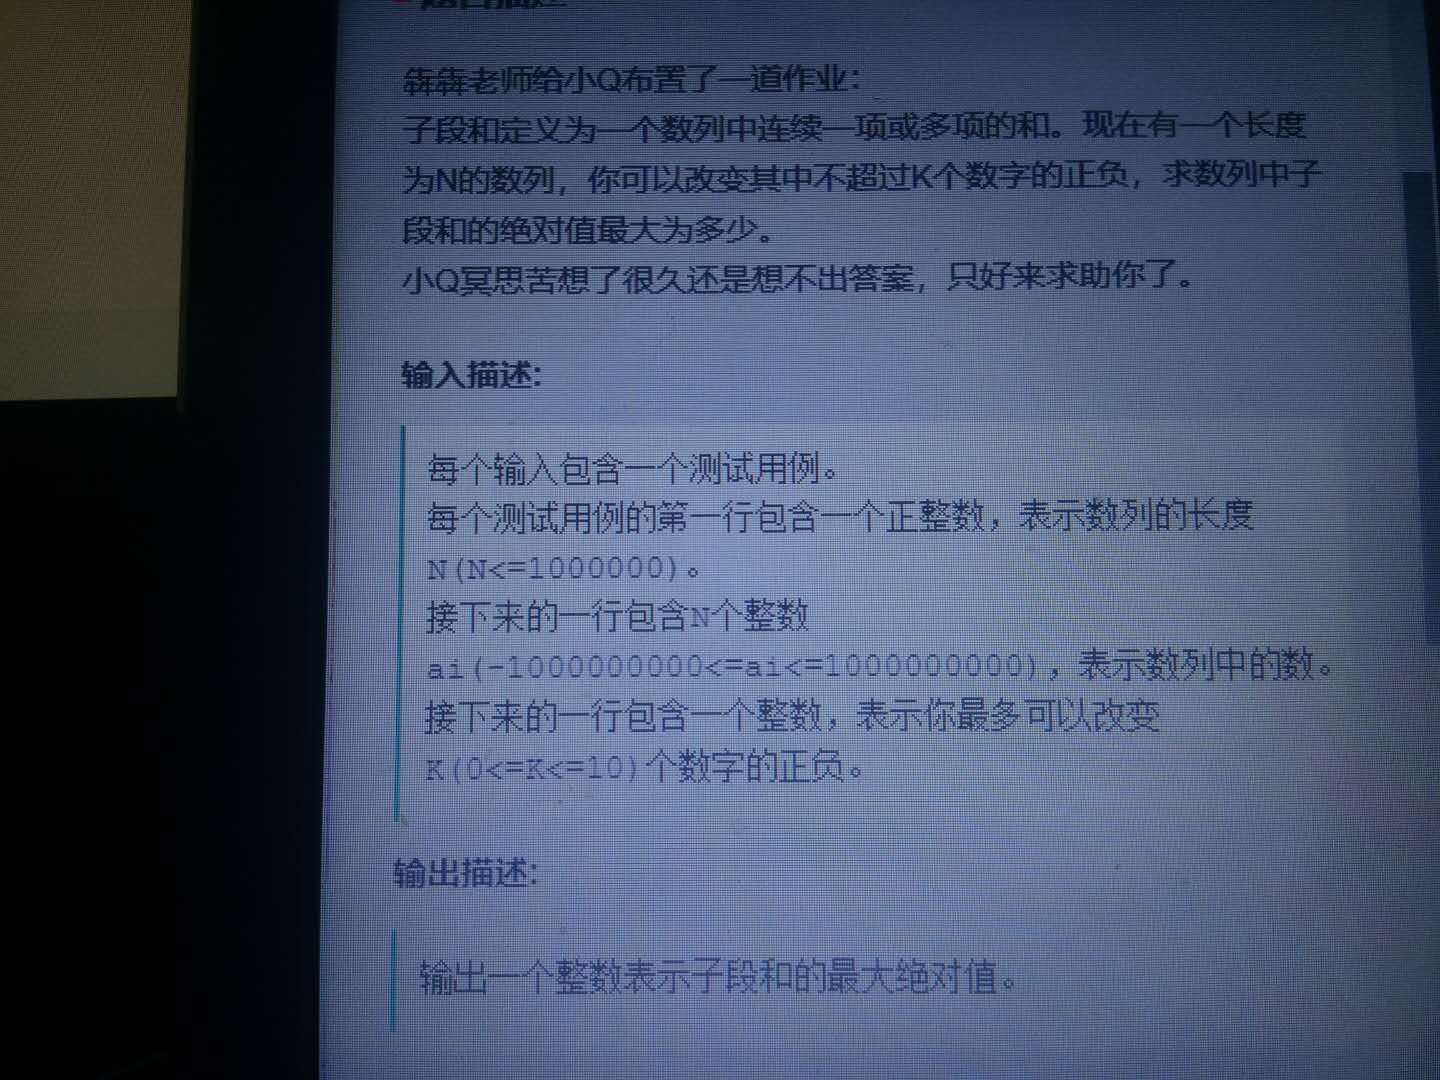 题目描述
犇犇老师给小Q布置了一道作业：
子段和定义为一个数列中连续一项或多项的和。现在有一个长度
为N的数列，你可以改变其中不超过K个数字的正负，求数列中子
段和的绝对值最大为多少。
小Q冥思苦想了很久还是想不出答案，只好来求助你了。
输入描述:
每个输入包含一个测试用例。
每个测试用例的第一行包含一个正整数，表示数列的长度
N(N<=1000000)。
接下来的一行包含N个整数
ai(-1000000000<=ai<=1000000000)，表示数列中的数。
接下来的一行包含一个整数，表示你最多可以改变
K(0<=K<=10)个数字的正负。
输出描述:
输出一个整数表示子段和的最大绝对值。